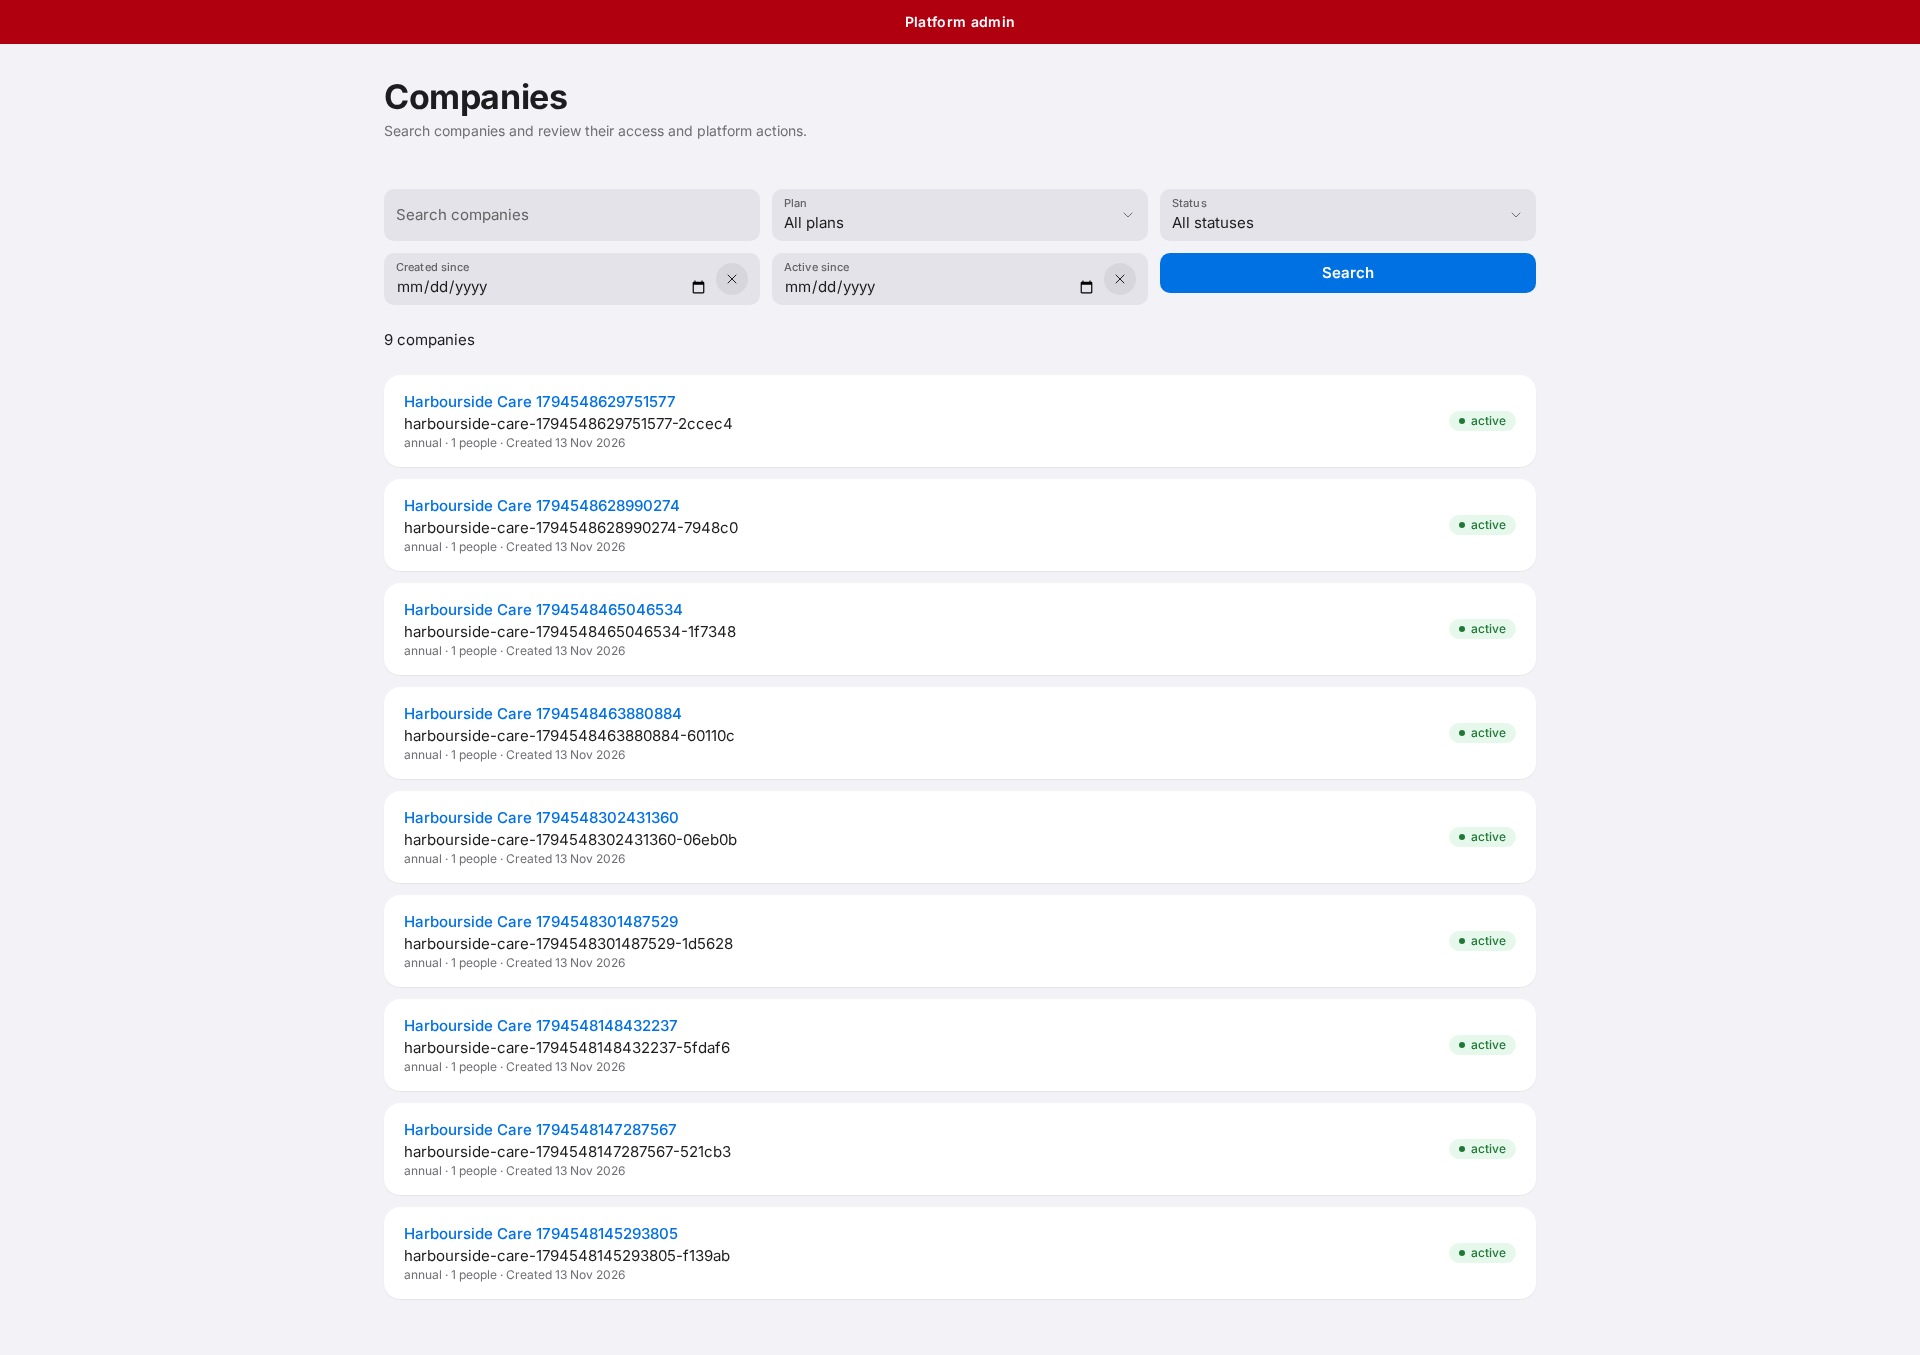 Platform admin
Companies
Search companies and review their access and platform actions.
Search companies
Plan
All plans
Status
All statuses
Created since
mm/dd/yyyy
Active since
mm/dd/yyyy
Search
9 companies
Harbourside Care 1794548629751577
harbourside-care-1794548629751577-2ccec4
annual · 1 people · Created 13 Nov 2026
active
Harbourside Care 1794548628990274
harbourside-care-1794548628990274-7948c0
annual · 1 people · Created 13 Nov 2026
active
Harbourside Care 1794548465046534
harbourside-care-1794548465046534-1f7348
annual · 1 people · Created 13 Nov 2026
active
Harbourside Care 1794548463880884
harbourside-care-1794548463880884-60110c
annual · 1 people · Created 13 Nov 2026
active
Harbourside Care 1794548302431360
harbourside-care-1794548302431360-06eb0b
annual · 1 people · Created 13 Nov 2026
active
Harbourside Care 1794548301487529
harbourside-care-1794548301487529-1d5628
annual · 1 people · Created 13 Nov 2026
active
Harbourside Care 1794548148432237
harbourside-care-1794548148432237-5fdaf6
annual · 1 people · Created 13 Nov 2026
active
Harbourside Care 1794548147287567
harbourside-care-1794548147287567-521cb3
annual · 1 people · Created 13 Nov 2026
active
Harbourside Care 1794548145293805
harbourside-care-1794548145293805-f139ab
annual · 1 people · Created 13 Nov 2026
active